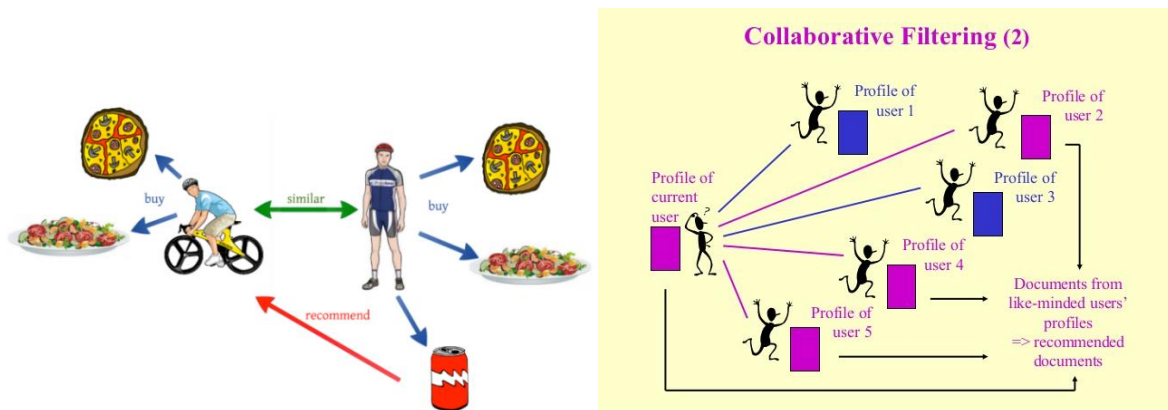 buy
similar
buy
recommend
Collaborative Filtering (2)
Profile of
user 1
Profile of
user 2
Profile of
current
user
?
Profile of
user 3
Profile of
user 4
Profile of
user 5
Documents from
like-minded users’
profiles
=> recommended
documents